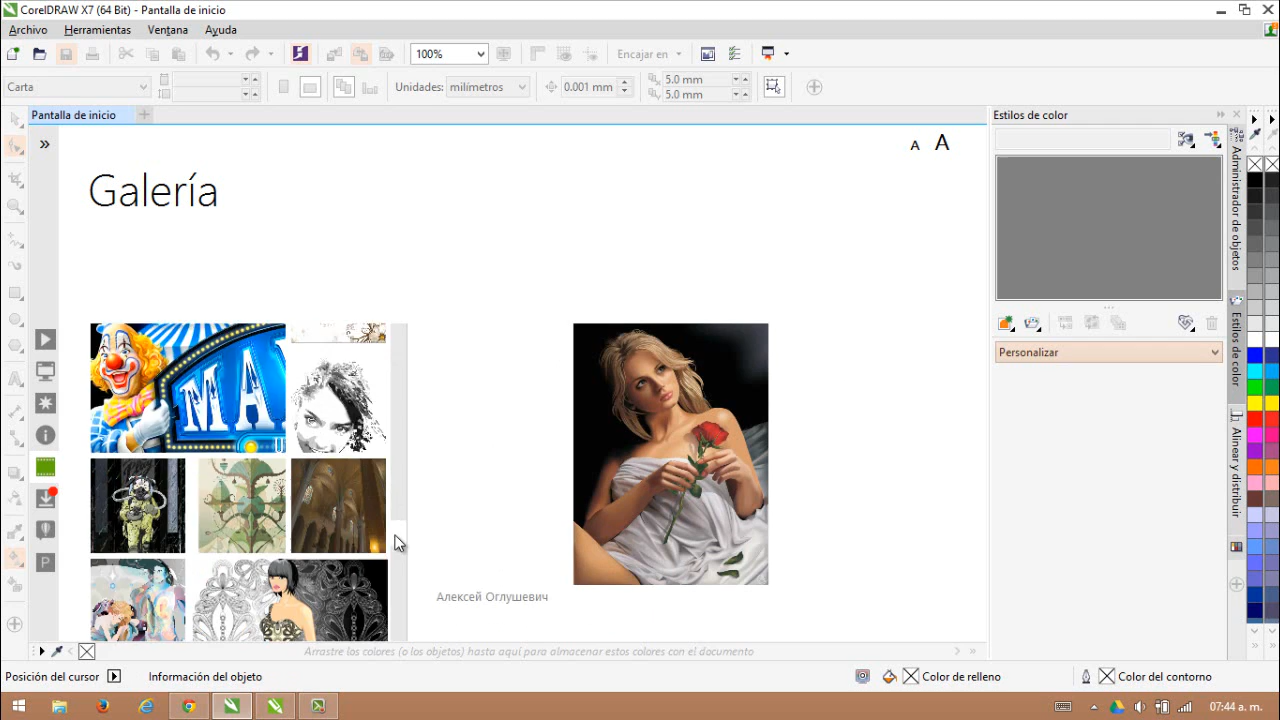 CorelDRAW X7 (64 Bit) - Pantalla de inicio
Archivo Herramientas Ventana Ayuda
100% Encajar en
Carta Unidades: milímetros 0.001 mm 5.0 mm
5.0 mm
Pantalla de inicio
Estilos de color
A A
Galería
Administrador de objetos
Estilos de color
Alinear y distribuir
Personalizar
MA
U
P
Алексей Оглушевич
Arrastre los colores (o los objetos) hasta aquí para almacenar estos colores con el documento
Posición del cursor Información del objeto Color de relleno Color del contorno
07:44 a. m.